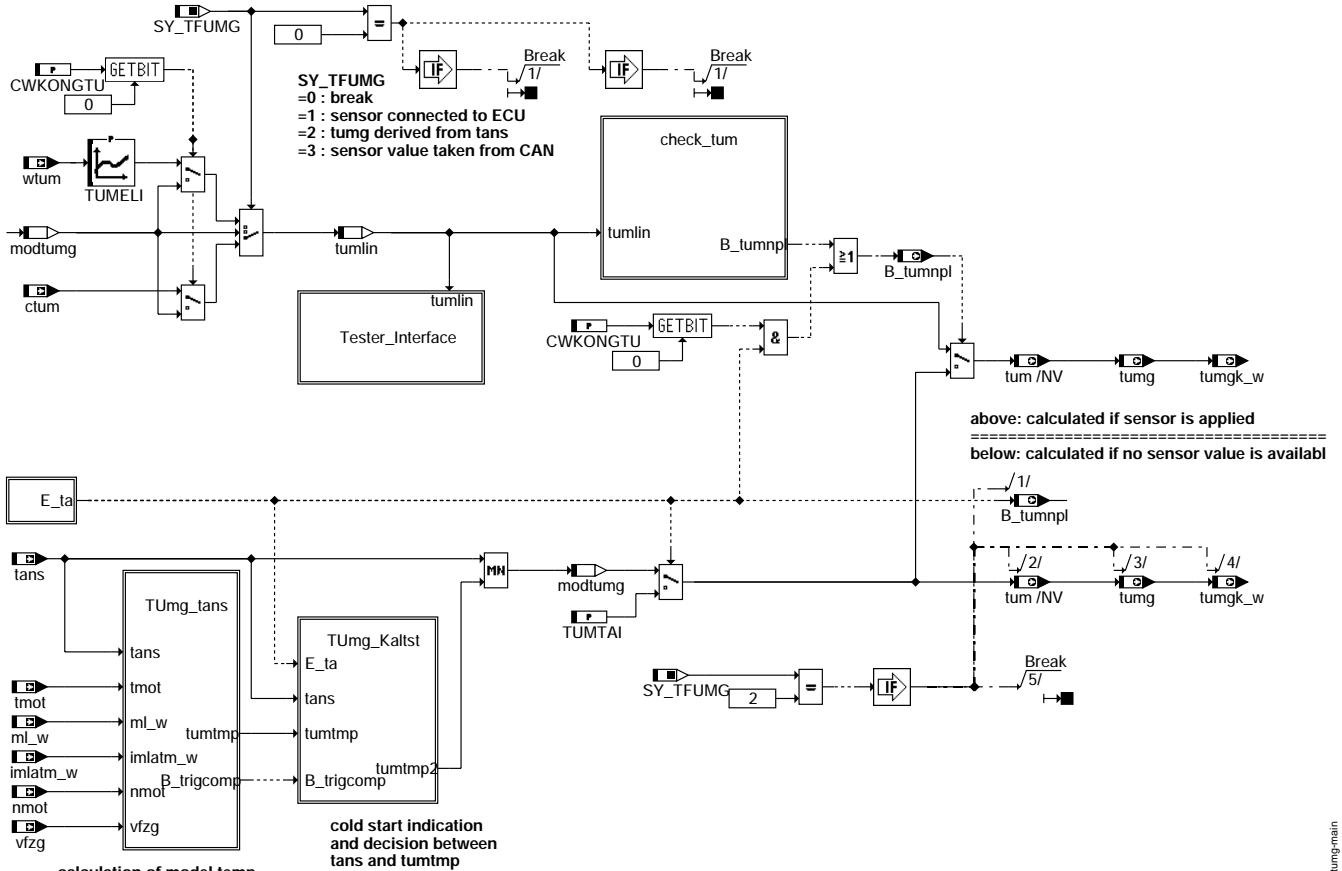 SY_TFUMG
0
=
Break
1/
Break
1/
IF
IF
P
GETBIT
CWKONGTU
0
SY_TFUMG
=0 : break
=1 : sensor connected to ECU
=2 : tumg derived from tans
=3 : sensor value taken from CAN
P
wtum
TUMELI
check_tum
modtumg
tumlin
tumlin
B_tumnpl
≧1
B_tumnpl
ctum
tumlin
Tester_Interface
P
GETBIT
CWKONGTU
0
&
tum /NV
tumg
tumgk_w
above: calculated if sensor is applied
===================================
below: calculated if no sensor value is availabl
E_ta
1/
B_tumnpl
tans
MN
modtumg
2/
3/
4/
tum /NV
tumg
tumgk_w
P
TUMTAI
TUmg_tans
TUmg_Kaltst
tans
E_ta
tmot
tmot
tans
ml_w
ml_w
tumtmp
tumtmp
imlatm_w
imlatm_w
B_trigcomp
B_trigcomp
tumtmp2
nmot
nmot
vfzg
vfzg
SY_TFUMG
2
=
IF
Break
5/
cold start indication
and decision between
tans and tumtmp
calculation of model temp
tumg-main